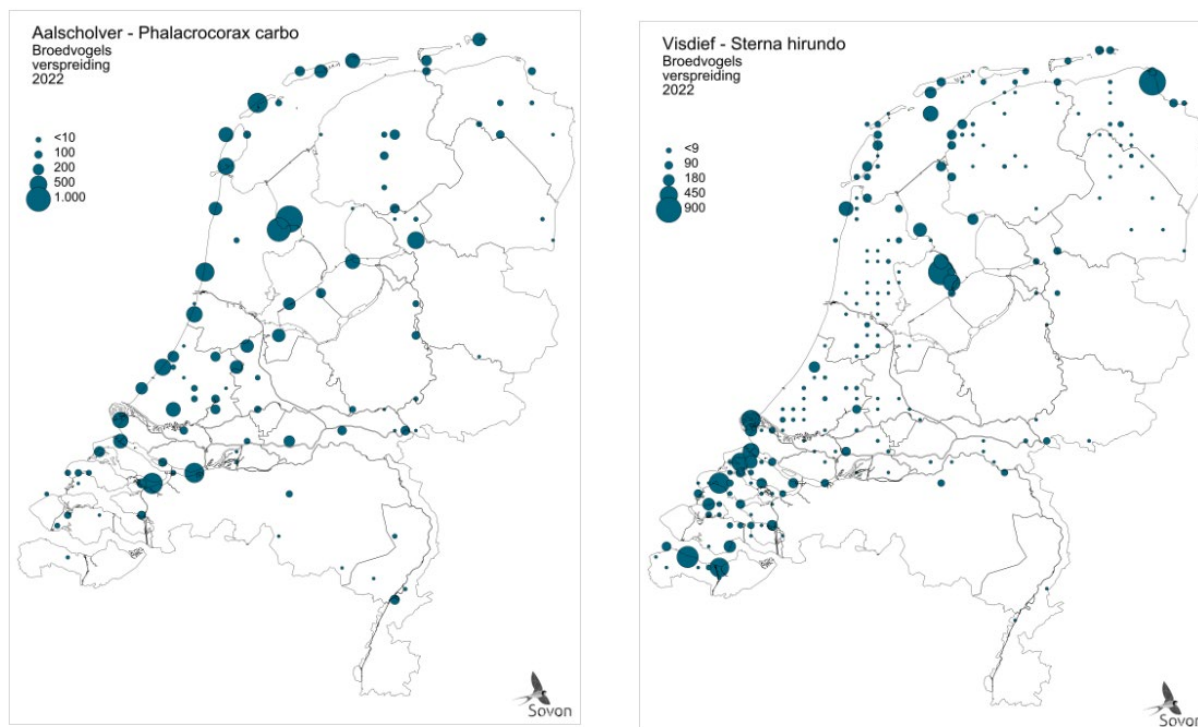 Aalscholver - Phalacrocorax carbo
Broedvogels
verspreiding
2022
<10
100
200
500
1.000
Sovon
Visdief - Sterna hirundo
Broedvogels
verspreiding
2022
<9
90
180
450
900
Sovon